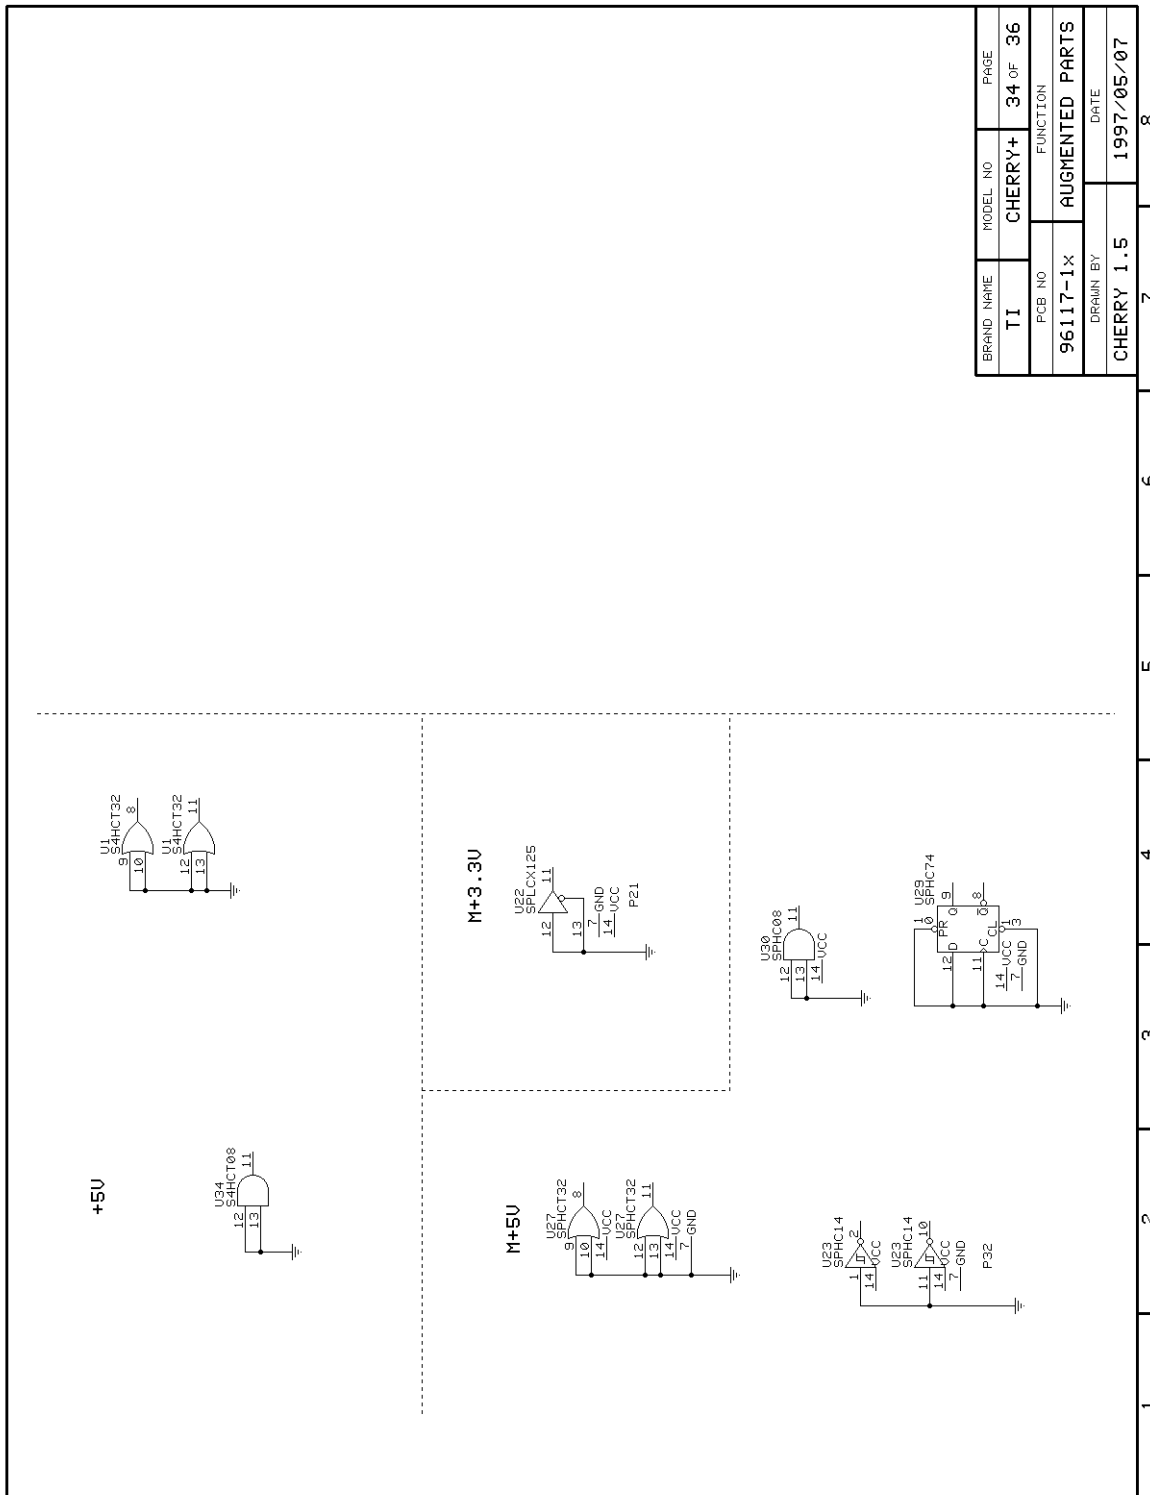 +5V
U34
S4HCT08
12
13
11
U1
S4HCT32
9
10
8
U1
S4HCT32
12
13
11
M+5V
U27
SPHCT32
9
10
8
14 VCC
U27
SPHCT32
12
13
11
14 VCC
7 GND
M+3.3V
U22
SPLCX125
12
11
13
7 GND
14 VCC
P21
U23
SPHC14
1
2
14 VCC
U23
SPHC14
11
10
14 VCC
7 GND
P32
U30
SPHC08
12
13
11
14 VCC
U29
SPHC74
1
0
PR
12
D
Q
9
11
C
Q
8
CL
1
3
14 VCC
7 GND
BRAND NAME MODEL NO PAGE
TI CHERRY+ 34 OF 36
PCB NO FUNCTION
96117-1x AUGMENTED PARTS
DRAWN BY DATE
CHERRY 1.5 1997/05/07
1 2 3 4 5 6 7 8